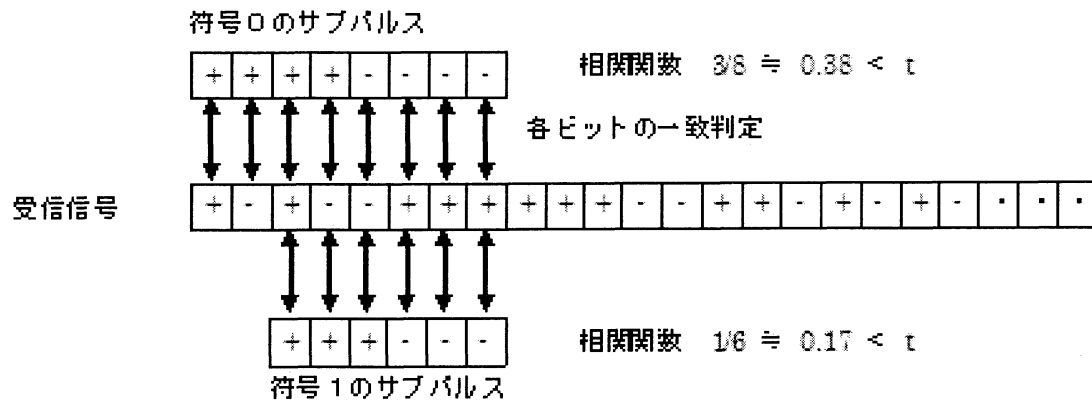 符号0のサブパルス
+ + + + - - - -
相関関数 3/8 ≒ 0.38 < t
各ビットの一致判定
受信信号
+ - + - - + + + + + + - - + + - + - + - ・ ・ ・
+ + + - - -
相関関数 1/6 ≒ 0.17 < t
符号1のサブパルス